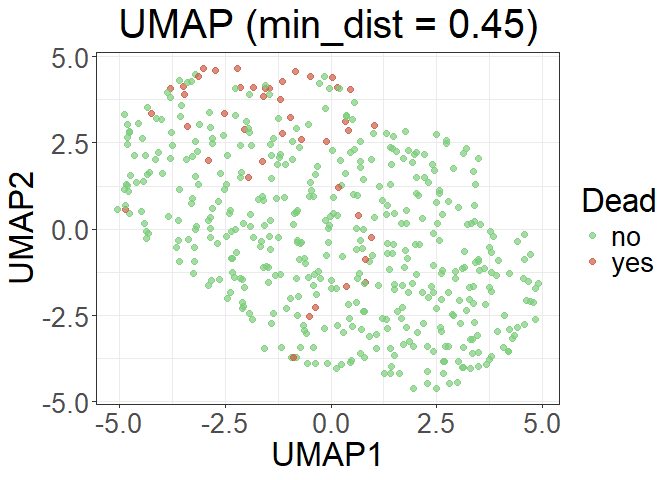 UMAP (min_dist = 0.45)
5.0
2.5
0.0
-2.5
-5.0
UMAP2
-5.0 -2.5 0.0 2.5 5.0
UMAP1
Dead
no
yes